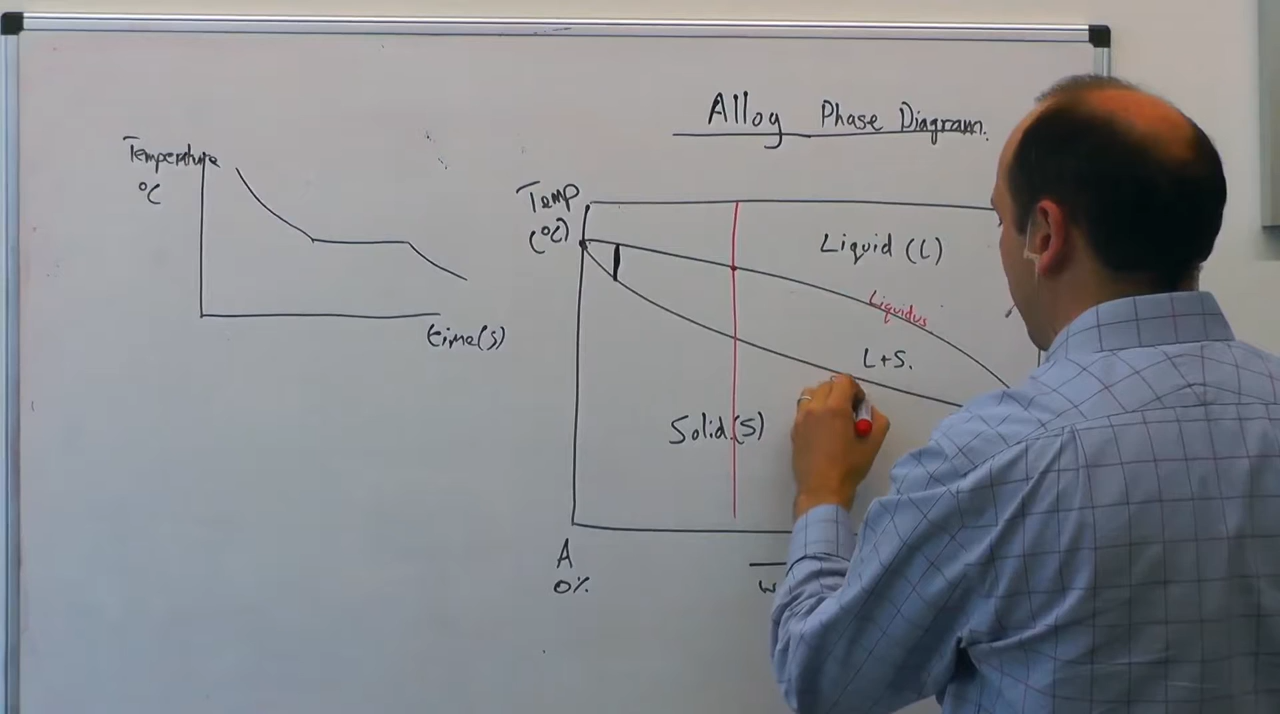 Alloy Phase Diagram.
Temperature
°C
time(s)
Temp
(°C)
Liquid (L)
Liquidus
L+S.
Solid.(S)
A
0%
w